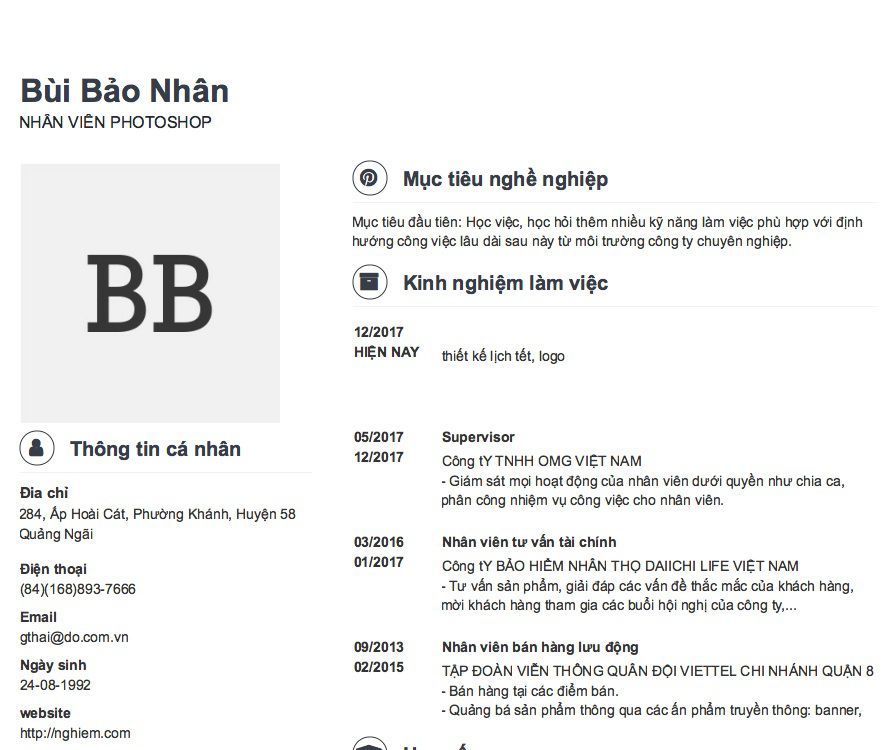 Bùi Bảo Nhân
NHÂN VIÊN PHOTOSHOP
BB
Thông tin cá nhân
Đia chỉ
284, Ấp Hoài Cát, Phường Khánh, Huyện 58
Quảng Ngãi
Điện thoại
(84)(168)893-7666
Email
gthai@do.com.vn
Ngày sinh
24-08-1992
website
http://nghiem.com
Mục tiêu nghề nghiệp
Mục tiêu đầu tiên: Học việc, học hỏi thêm nhiều kỹ năng làm việc phù hợp với định
hướng công việc lâu dài sau này từ môi trường công ty chuyên nghiệp.
Kinh nghiệm làm việc
12/2017
HIỆN NAY
thiết kế lịch tết, logo
05/2017
12/2017
Supervisor
Công tY TNHH OMG VIỆT NAM
- Giám sát mọi hoạt động của nhân viên dưới quyền như chia ca,
phân công nhiệm vụ công việc cho nhân viên.
03/2016
01/2017
Nhân viên tư vấn tài chính
Công tY BẢO HIỂM NHÂN THỌ DAIICHI LIFE VIỆT NAM
- Tư vấn sản phẩm, giải đáp các vấn đề thắc mắc của khách hàng,
mời khách hàng tham gia các buổi hội nghị của công ty,...
09/2013
02/2015
Nhân viên bán hàng lưu động
TẬP ĐOÀN VIỄN THÔNG QUÂN ĐỘI VIETTEL CHI NHÁNH QUẬN 8
- Bán hàng tại các điểm bán.
- Quảng bá sản phẩm thông qua các ấn phẩm truyền thông: banner,